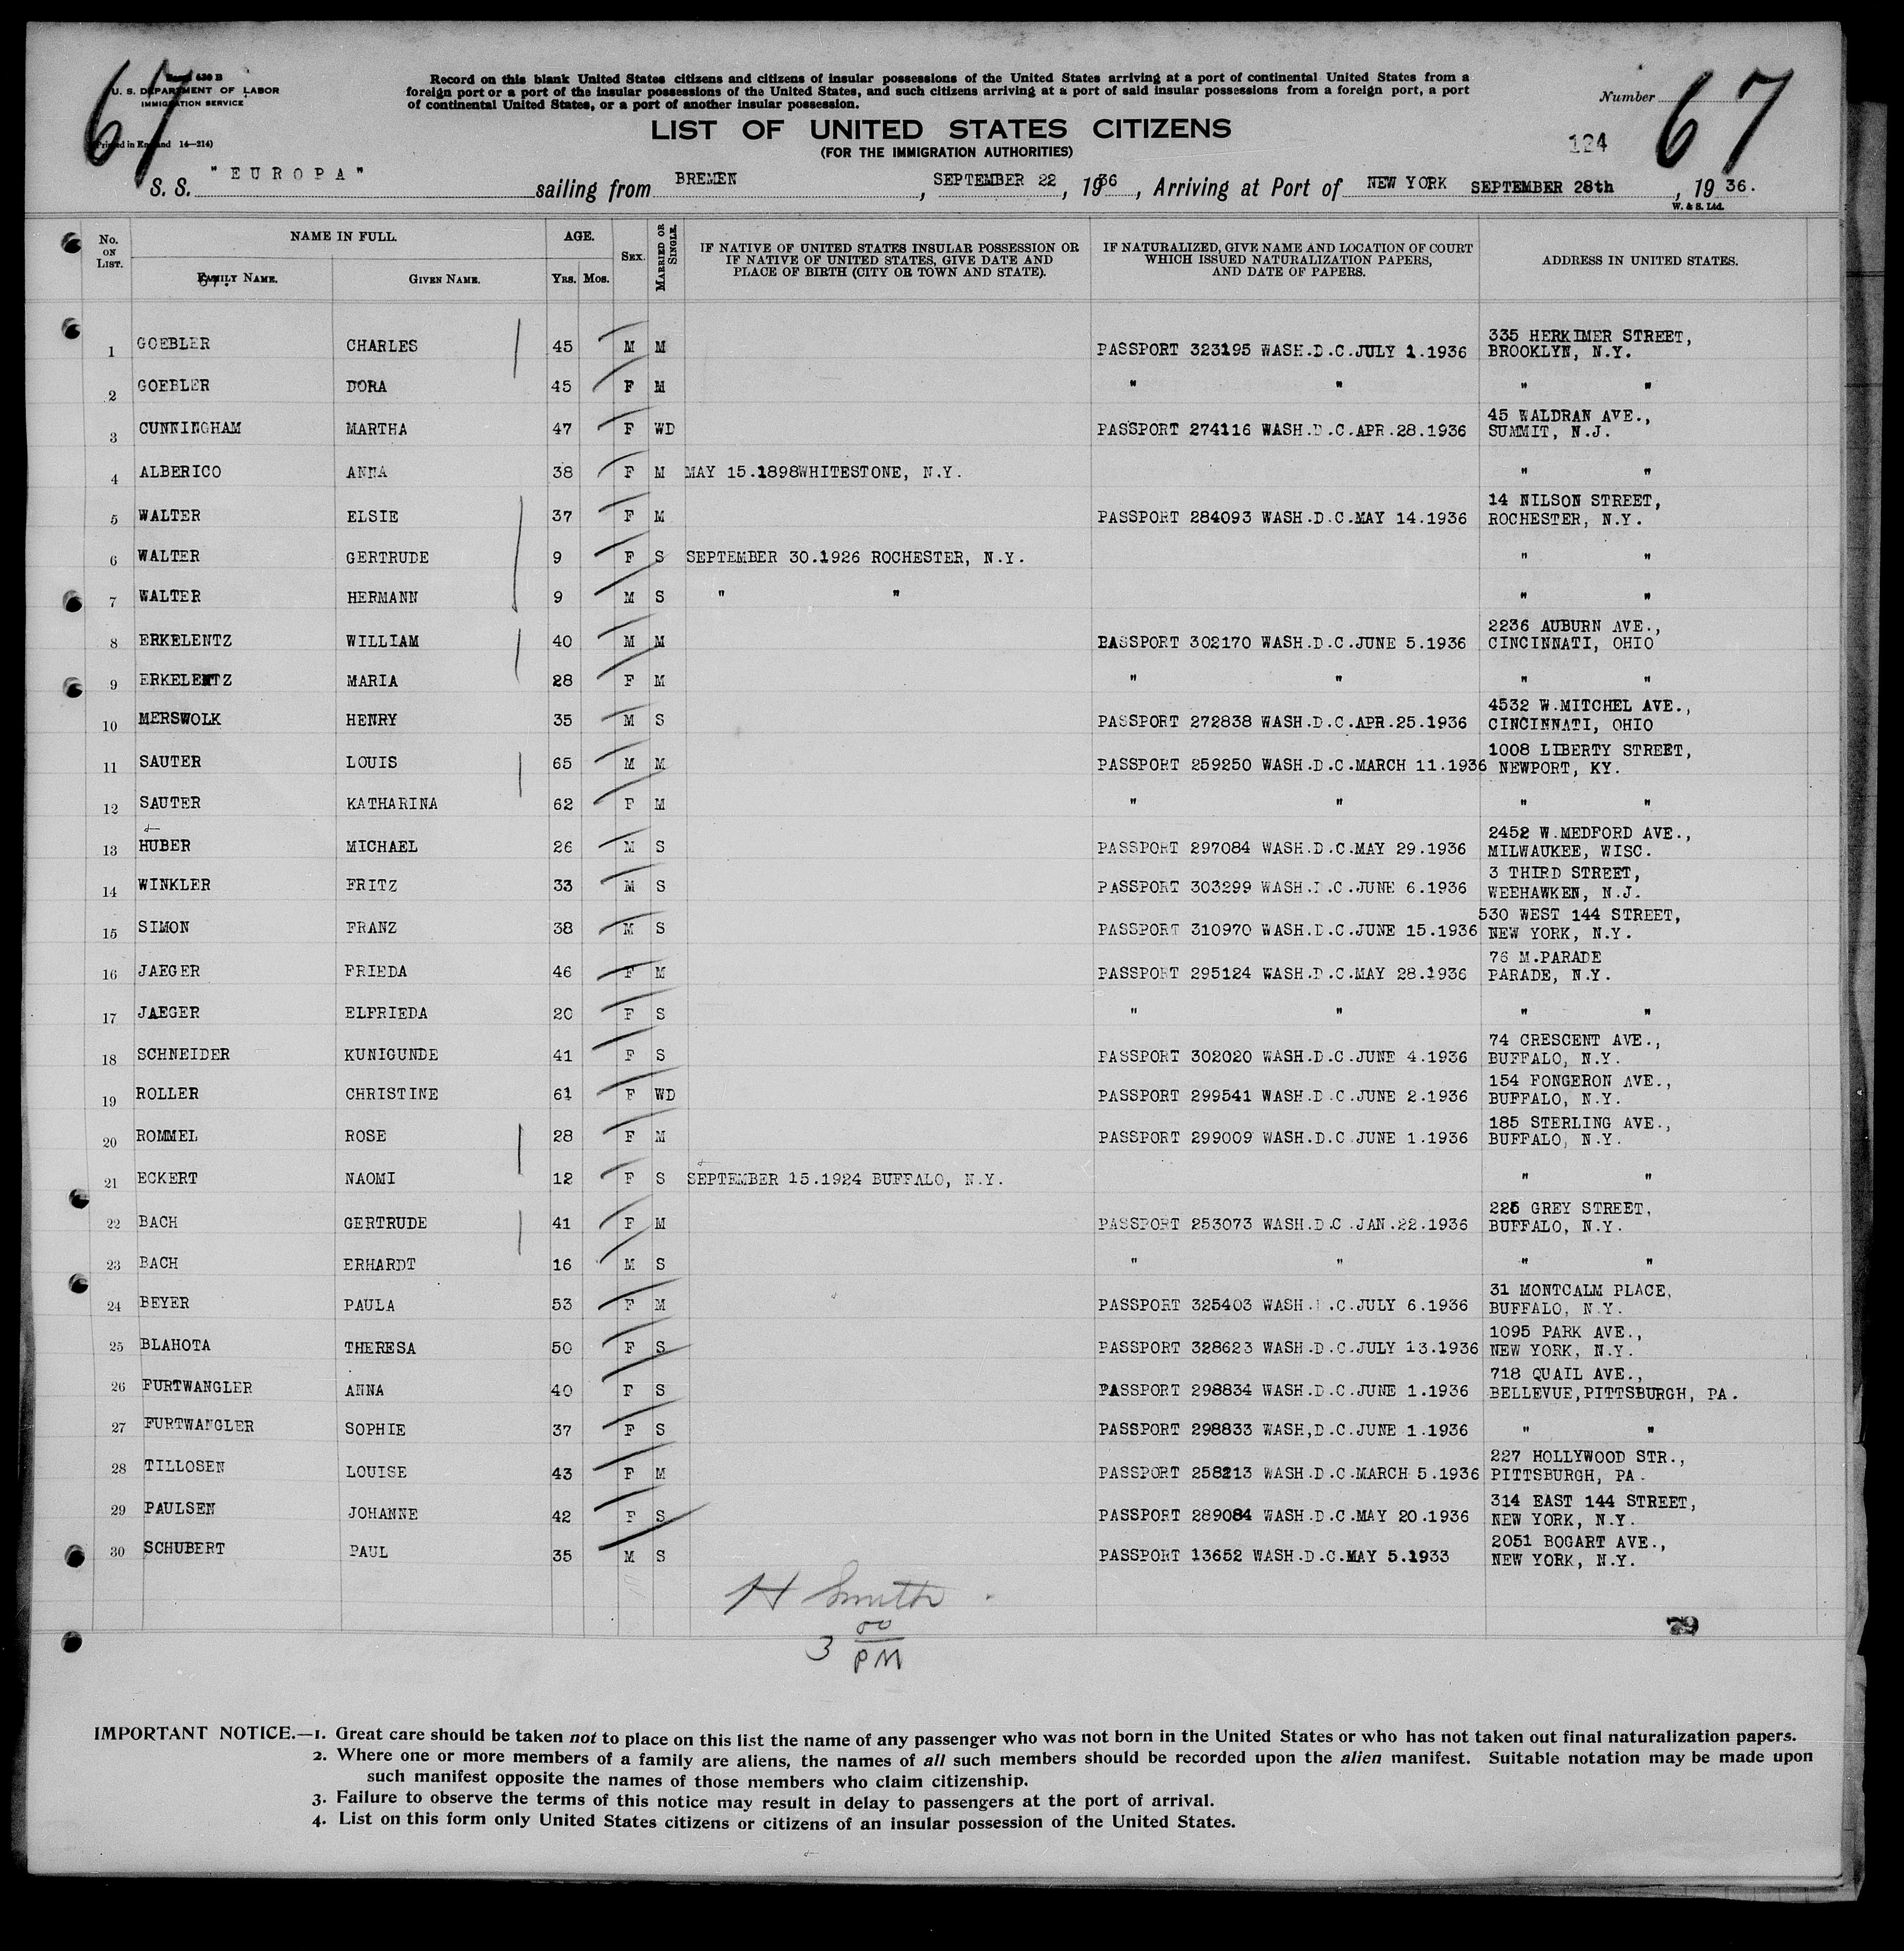 67
Form 630 B
U. S. DEPARTMENT OF LABOR
IMMIGRATION SERVICE
(Printed in England 14—214)
Record on this blank United States citizens and citizens of insular possessions of the United States arriving at a port of continental United States from a
foreign port or a port of the insular possessions of the United States, and such citizens arriving at a port of said insular possessions from a foreign port, a port
of continental United States, or a port of another insular possession.
Number 67
LIST OF UNITED STATES CITIZENS
(FOR THE IMMIGRATION AUTHORITIES)
124
S. S. "EUROPA" sailing from BREMEN, SEPTEMBER 22, 1936, Arriving at Port of NEW YORK SEPTEMBER 28th, 1936.
W. & S. Ltd.
No. ON LIST. NAME IN FULL. AGE. SEX. MARRIED OR SINGLE. IF NATIVE OF UNITED STATES INSULAR POSSESSION OR IF NATIVE OF UNITED STATES, GIVE DATE AND PLACE OF BIRTH (CITY OR TOWN AND STATE). IF NATURALIZED, GIVE NAME AND LOCATION OF COURT WHICH ISSUED NATURALIZATION PAPERS, AND DATE OF PAPERS. ADDRESS IN UNITED STATES.
FAMILY NAME. GIVEN NAME. YRS. MOS.
1 GOEBLER CHARLES 45 M M PASSPORT 323195 WASH.D.C.JULY 1.1936 335 HERKIMER STREET, BROOKLYN, N.Y.
2 GOEBLER DORA 45 F M " " " "
3 CUNNINGHAM MARTHA 47 F WD PASSPORT 274116 WASH.D.C.APR.28.1936 45 WALDRAN AVE., SUMMIT, N.J.
4 ALBERICO ANNA 38 F M MAY 15.1898WHITESTONE, N.Y. " "
5 WALTER ELSIE 37 F M PASSPORT 284093 WASH.D.C.MAY 14.1936 14 NILSON STREET, ROCHESTER, N.Y.
6 WALTER GERTRUDE 9 F S SEPTEMBER 30.1926 ROCHESTER, N.Y. " "
7 WALTER HERMANN 9 M S " " " "
8 ERKELENTZ WILLIAM 40 M M PASSPORT 302170 WASH.D.C.JUNE 5.1936 2236 AUBURN AVE., CINCINNATI, OHIO
9 ERKELENTZ MARIA 28 F M " " " "
10 MERSWOLK HENRY 35 M S PASSPORT 272838 WASH.D.C.APR.25.1936 4532 W.MITCHEL AVE., CINCINNATI, OHIO
11 SAUTER LOUIS 65 M M PASSPORT 259250 WASH.D.C.MARCH 11.1936 1008 LIBERTY STREET, NEWPORT, KY.
12 SAUTER KATHARINA 62 F M " " " "
13 HUBER MICHAEL 26 M S PASSPORT 297084 WASH.D.C.MAY 29.1936 2452 W.MEDFORD AVE., MILWAUKEE, WISC.
14 WINKLER FRITZ 33 M S PASSPORT 303299 WASH.D.C.JUNE 6.1936 3 THIRD STREET, WEEHAWKEN, N.J.
15 SIMON FRANZ 38 M S PASSPORT 310970 WASH.D.C.JUNE 15.1936 530 WEST 144 STREET, NEW YORK, N.Y.
16 JAEGER FRIEDA 46 F M PASSPORT 295124 WASH.D.C.MAY 28.1936 76 M.PARADE PARADE, N.Y.
17 JAEGER ELFRIEDA 20 F S " " " "
18 SCHNEIDER KUNIGUNDE 41 F S PASSPORT 302020 WASH.D.C.JUNE 4.1936 74 CRESCENT AVE., BUFFALO, N.Y.
19 ROLLER CHRISTINE 61 F WD PASSPORT 299541 WASH.D.C.JUNE 2.1936 154 FONGERON AVE., BUFFALO, N.Y.
20 ROMMEL ROSE 28 F M PASSPORT 299009 WASH.D.C.JUNE 1.1936 185 STERLING AVE., BUFFALO, N.Y.
21 ECKERT NAOMI 12 F S SEPTEMBER 15.1924 BUFFALO, N.Y. " "
22 BACH GERTRUDE 41 F M PASSPORT 253073 WASH.D.C.JAN.22.1936 225 GREY STREET, BUFFALO, N.Y.
23 BACH ERHARDT 16 M S " " " "
24 BEYER PAULA 53 F M PASSPORT 325403 WASH.D.C.JULY 6.1936 31 MONTCALM PLACE, BUFFALO, N.Y.
25 BLAHOTA THERESA 50 F S PASSPORT 328623 WASH.D.C.JULY 13.1936 1095 PARK AVE., NEW YORK, N.Y.
26 FURTWANGLER ANNA 40 F S PASSPORT 298834 WASH.D.C.JUNE 1.1936 718 QUAIL AVE., BELLEVUE,PITTSBURGH, PA.
27 FURTWANGLER SOPHIE 37 F S PASSPORT 298833 WASH,D.C.JUNE 1.1936 " "
28 TILLOSEN LOUISE 43 F M PASSPORT 258213 WASH.D.C.MARCH 5.1936 227 HOLLYWOOD STR., PITTSBURGH, PA.
29 PAULSEN JOHANNE 42 F S PASSPORT 289084 WASH.D.C.MAY 20.1936 314 EAST 144 STREET, NEW YORK, N.Y.
30 SCHUBERT PAUL 35 M S PASSPORT 13652 WASH.D.C.MAY 5.1933 2051 BOGART AVE., NEW YORK, N.Y.
H Smith
3 00 PM
IMPORTANT NOTICE.—1. Great care should be taken not to place on this list the name of any passenger who was not born in the United States or who has not taken out final naturalization papers.
2. Where one or more members of a family are aliens, the names of all such members should be recorded upon the alien manifest. Suitable notation may be made upon
such manifest opposite the names of those members who claim citizenship.
3. Failure to observe the terms of this notice may result in delay to passengers at the port of arrival.
4. List on this form only United States citizens or citizens of an insular possession of the United States.